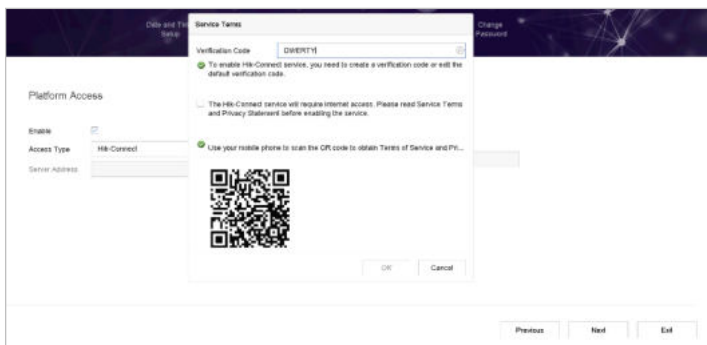 Date and Time
Setup
Service Terms
Change
Password
Verification Code
QWERTY
To enable Hik-Connect service, you need to create a verification code or edit the
default verification code.
Platform Access
The Hik-Connect service will require internet access. Please read Service Terms
and Privacy Statement before enabling the service.
Enable
Access Type
Hik-Connect
Use your mobile phone to scan the QR code to obtain Terms of Service and Pri...
Server Address
OK
Cancel
Previous
Next
Exit